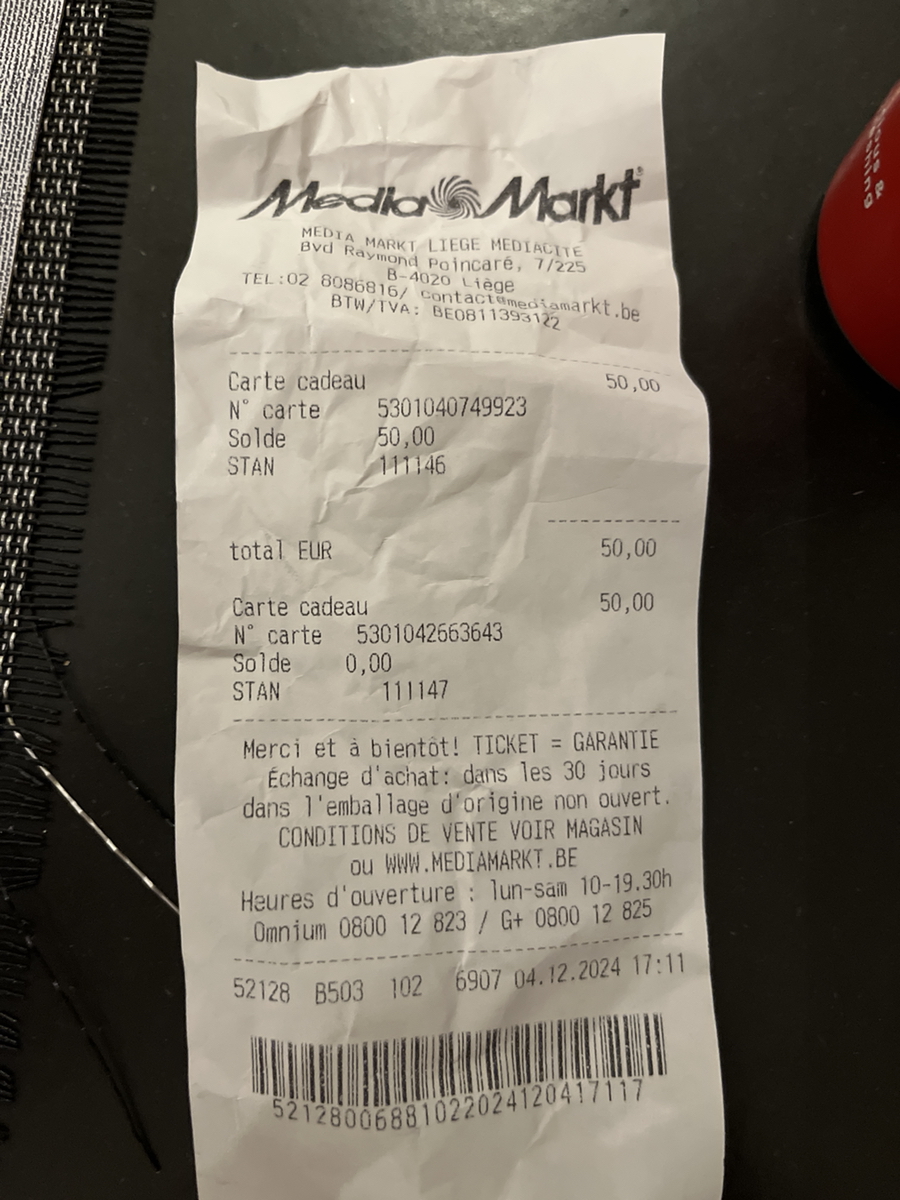 Media Markt®
MEDIA MARKT LIEGE MEDIACITE
Bvd Raymond Poincaré, 7/225
B-4020 Liège
TEL:02 8086816/ contact@mediamarkt.be
BTW/TVA: BE0811393122
Carte cadeau 50,00
N° carte 5301040749923
Solde 50,00
STAN 111146
total EUR 50,00
Carte cadeau 50,00
N° carte 5301042663643
Solde 0,00
STAN 111147
Merci et à bientôt! TICKET = GARANTIE
Échange d'achat: dans les 30 jours
dans l'emballage d'origine non ouvert.
CONDITIONS DE VENTE VOIR MAGASIN
ou WWW.MEDIAMARKT.BE
Heures d'ouverture : lun-sam 10-19.30h
Omnium 0800 12 823 / G+ 0800 12 825
52128 B503 102 6907 04.12.2024 17:11
52128006881022024120417117